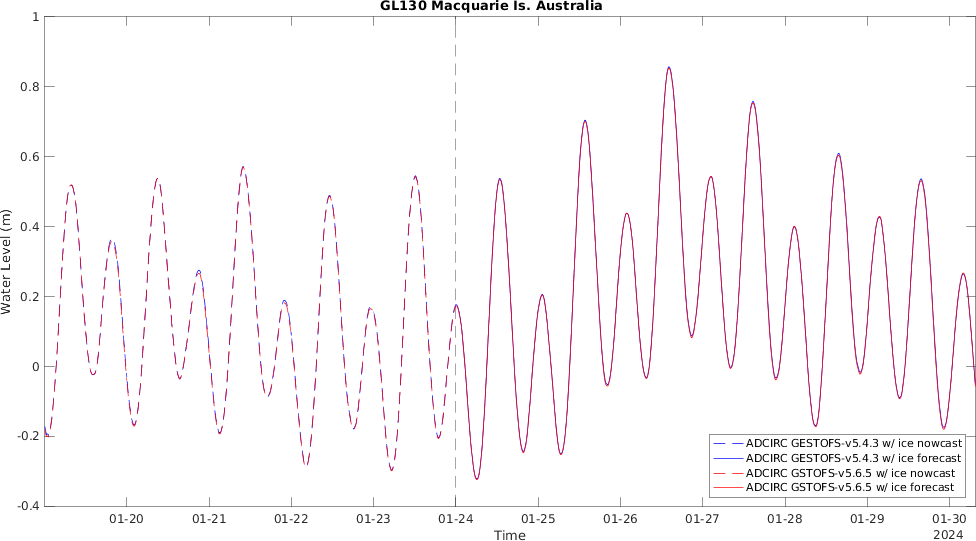 GL130 Macquarie Is. Australia
Water Level (m)
1
0.8
0.6
0.4
0.2
0
-0.2
-0.4
01-20 01-21 01-22 01-23 01-24 01-25 01-26 01-27 01-28 01-29 01-30
Time
2024
ADCIRC GESTOFS-v5.4.3 w/ ice nowcast
ADCIRC GESTOFS-v5.4.3 w/ ice forecast
ADCIRC GSTOFS-v5.6.5 w/ ice nowcast
ADCIRC GSTOFS-v5.6.5 w/ ice forecast